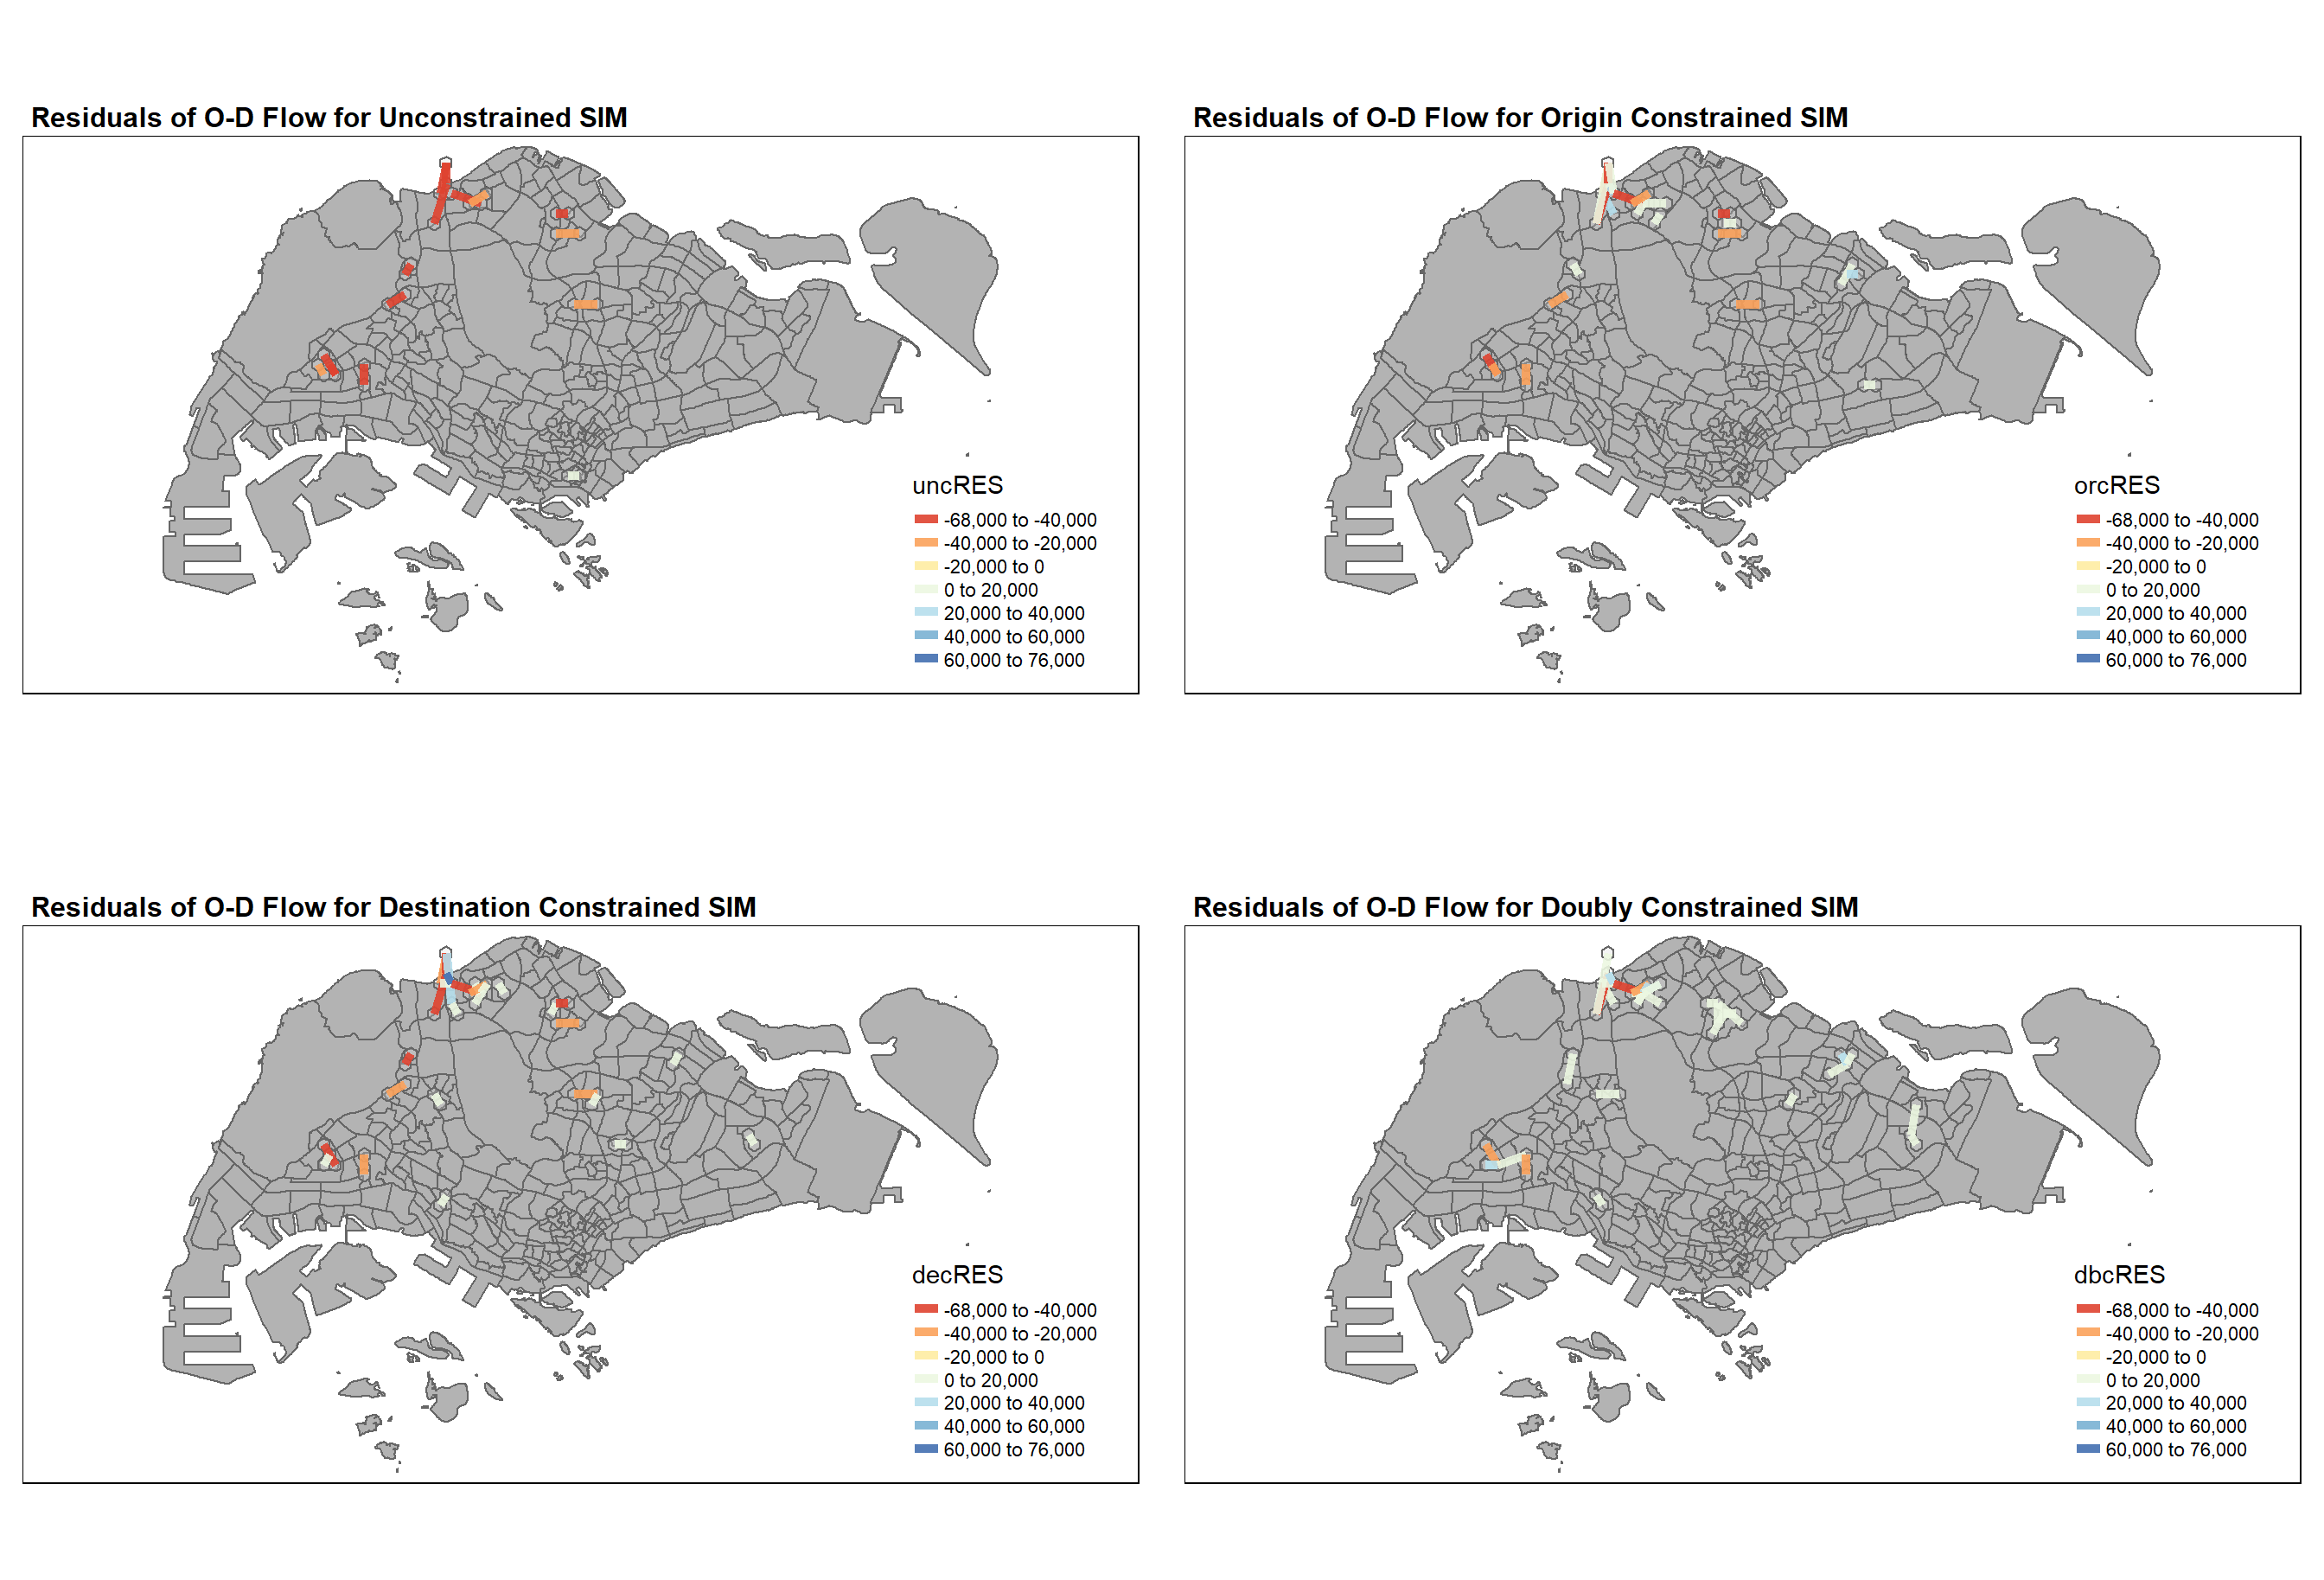 Residuals of O-D Flow for Unconstrained SIM
uncRES
-68,000 to -40,000
-40,000 to -20,000
-20,000 to 0
0 to 20,000
20,000 to 40,000
40,000 to 60,000
60,000 to 76,000
Residuals of O-D Flow for Origin Constrained SIM
orcRES
-68,000 to -40,000
-40,000 to -20,000
-20,000 to 0
0 to 20,000
20,000 to 40,000
40,000 to 60,000
60,000 to 76,000
Residuals of O-D Flow for Destination Constrained SIM
decRES
-68,000 to -40,000
-40,000 to -20,000
-20,000 to 0
0 to 20,000
20,000 to 40,000
40,000 to 60,000
60,000 to 76,000
Residuals of O-D Flow for Doubly Constrained SIM
dbcRES
-68,000 to -40,000
-40,000 to -20,000
-20,000 to 0
0 to 20,000
20,000 to 40,000
40,000 to 60,000
60,000 to 76,000